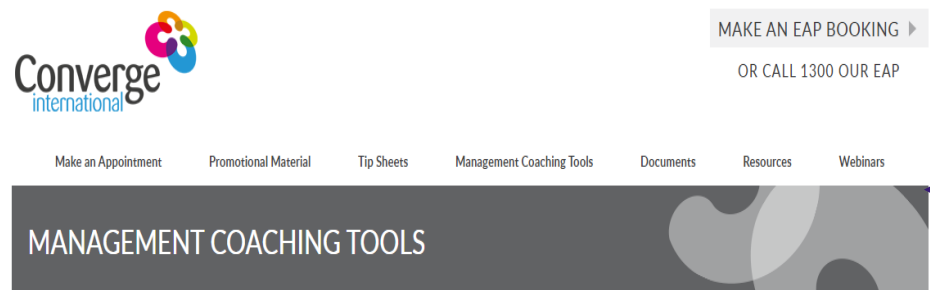 Converge
international
MAKE AN EAP BOOKING
OR CALL 1300 OUR EAP
Make an Appointment Promotional Material Tip Sheets Management Coaching Tools Documents Resources Webinars
MANAGEMENT COACHING TOOLS